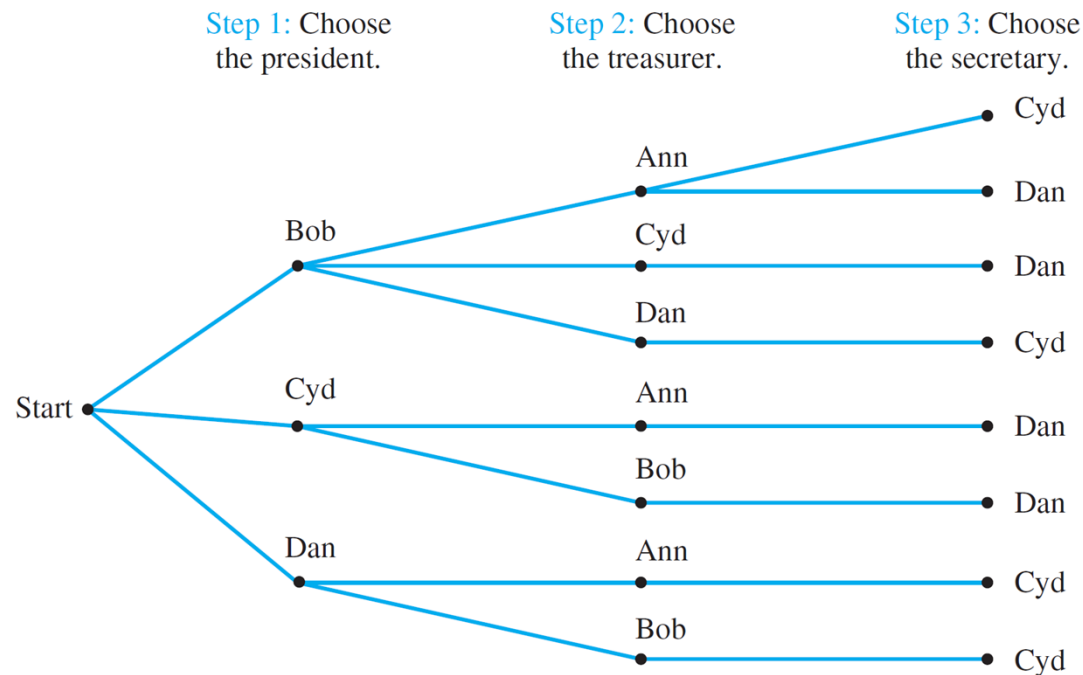 Step 1: Choose
the president.
Step 2: Choose
the treasurer.
Step 3: Choose
the secretary.
Cyd
Ann
Dan
Bob
Cyd
Dan
Dan
Cyd
Start
Cyd
Ann
Dan
Bob
Dan
Dan
Ann
Cyd
Bob
Cyd